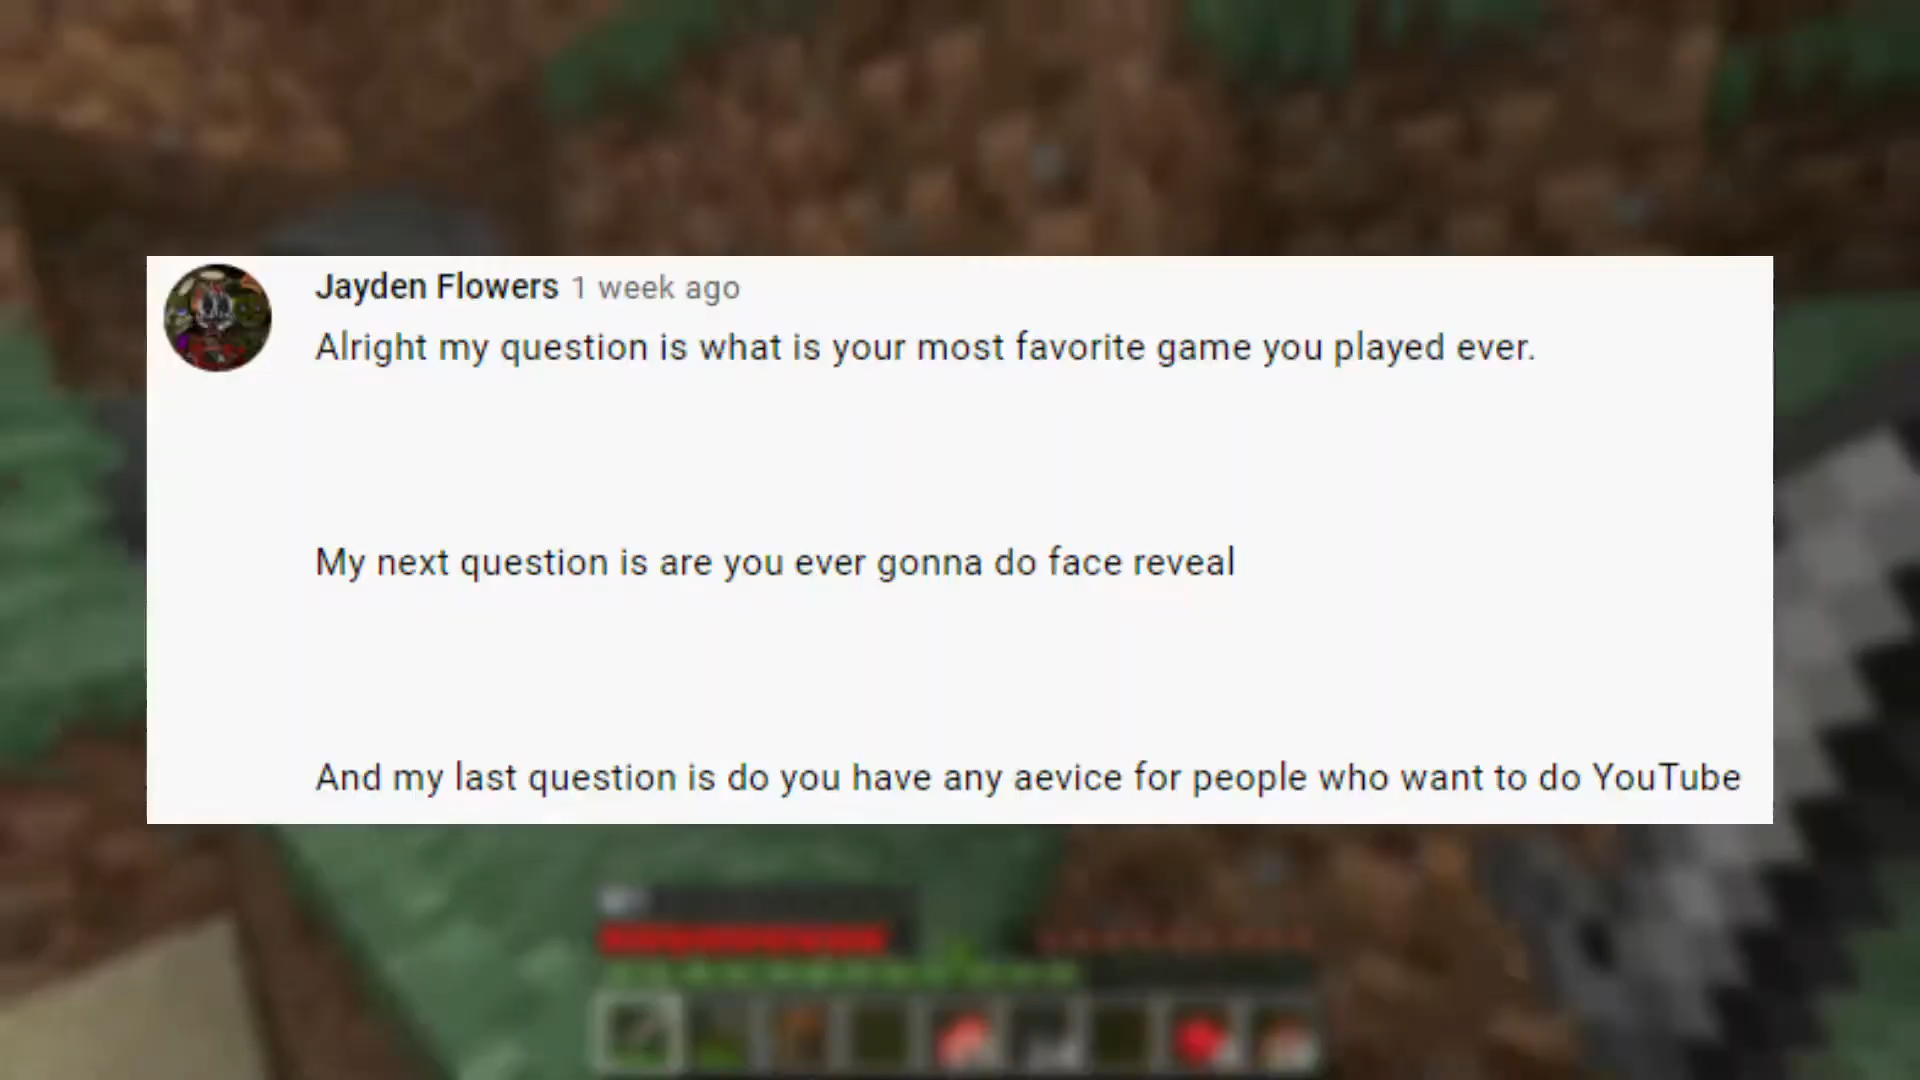 Jayden Flowers 1 week ago
Alright my question is what is your most favorite game you played ever.
My next question is are you ever gonna do face reveal
And my last question is do you have any aevice for people who want to do YouTube